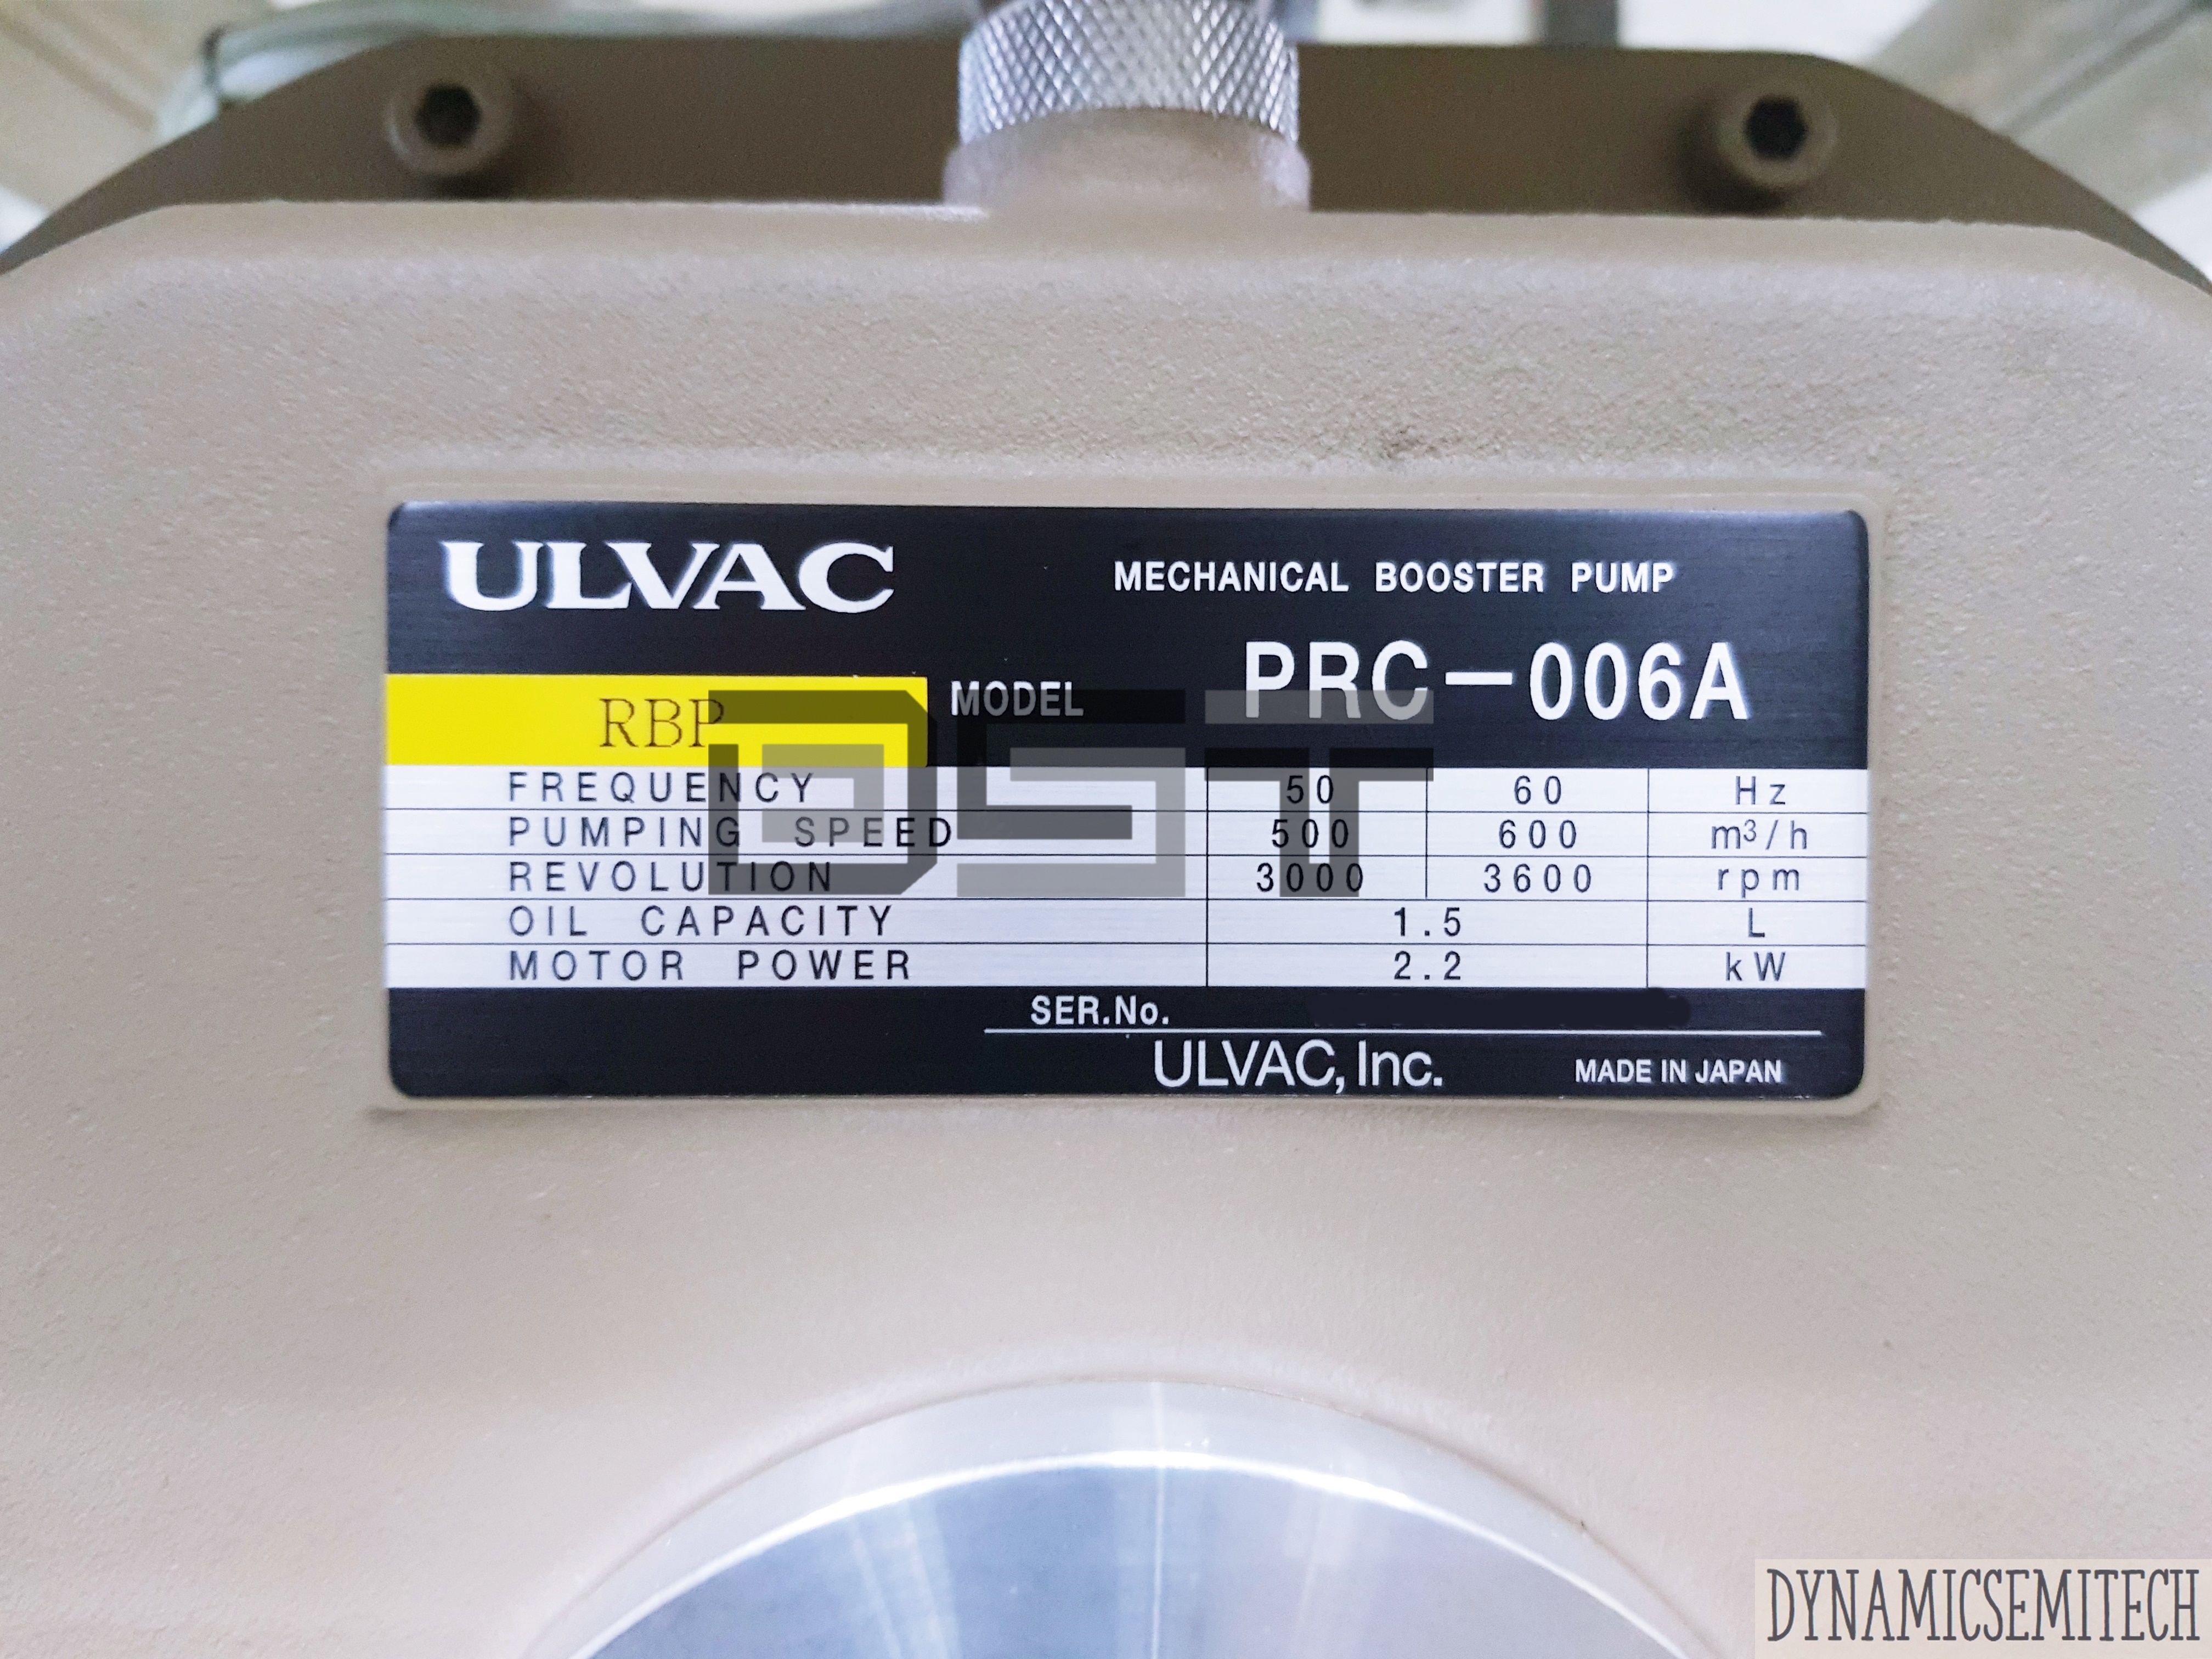 ULVAC
MECHANICAL BOOSTER PUMP
MODEL PRC-006A
RBP
DST
FREQUENCY 50 60 Hz
PUMPING SPEED 500 600 m³/h
REVOLUTION 3000 3600 rpm
OIL CAPACITY 1.5 L
MOTOR POWER 2.2 kW
SER.No.
ULVAC, Inc. MADE IN JAPAN
DYNAMICSEMITECH